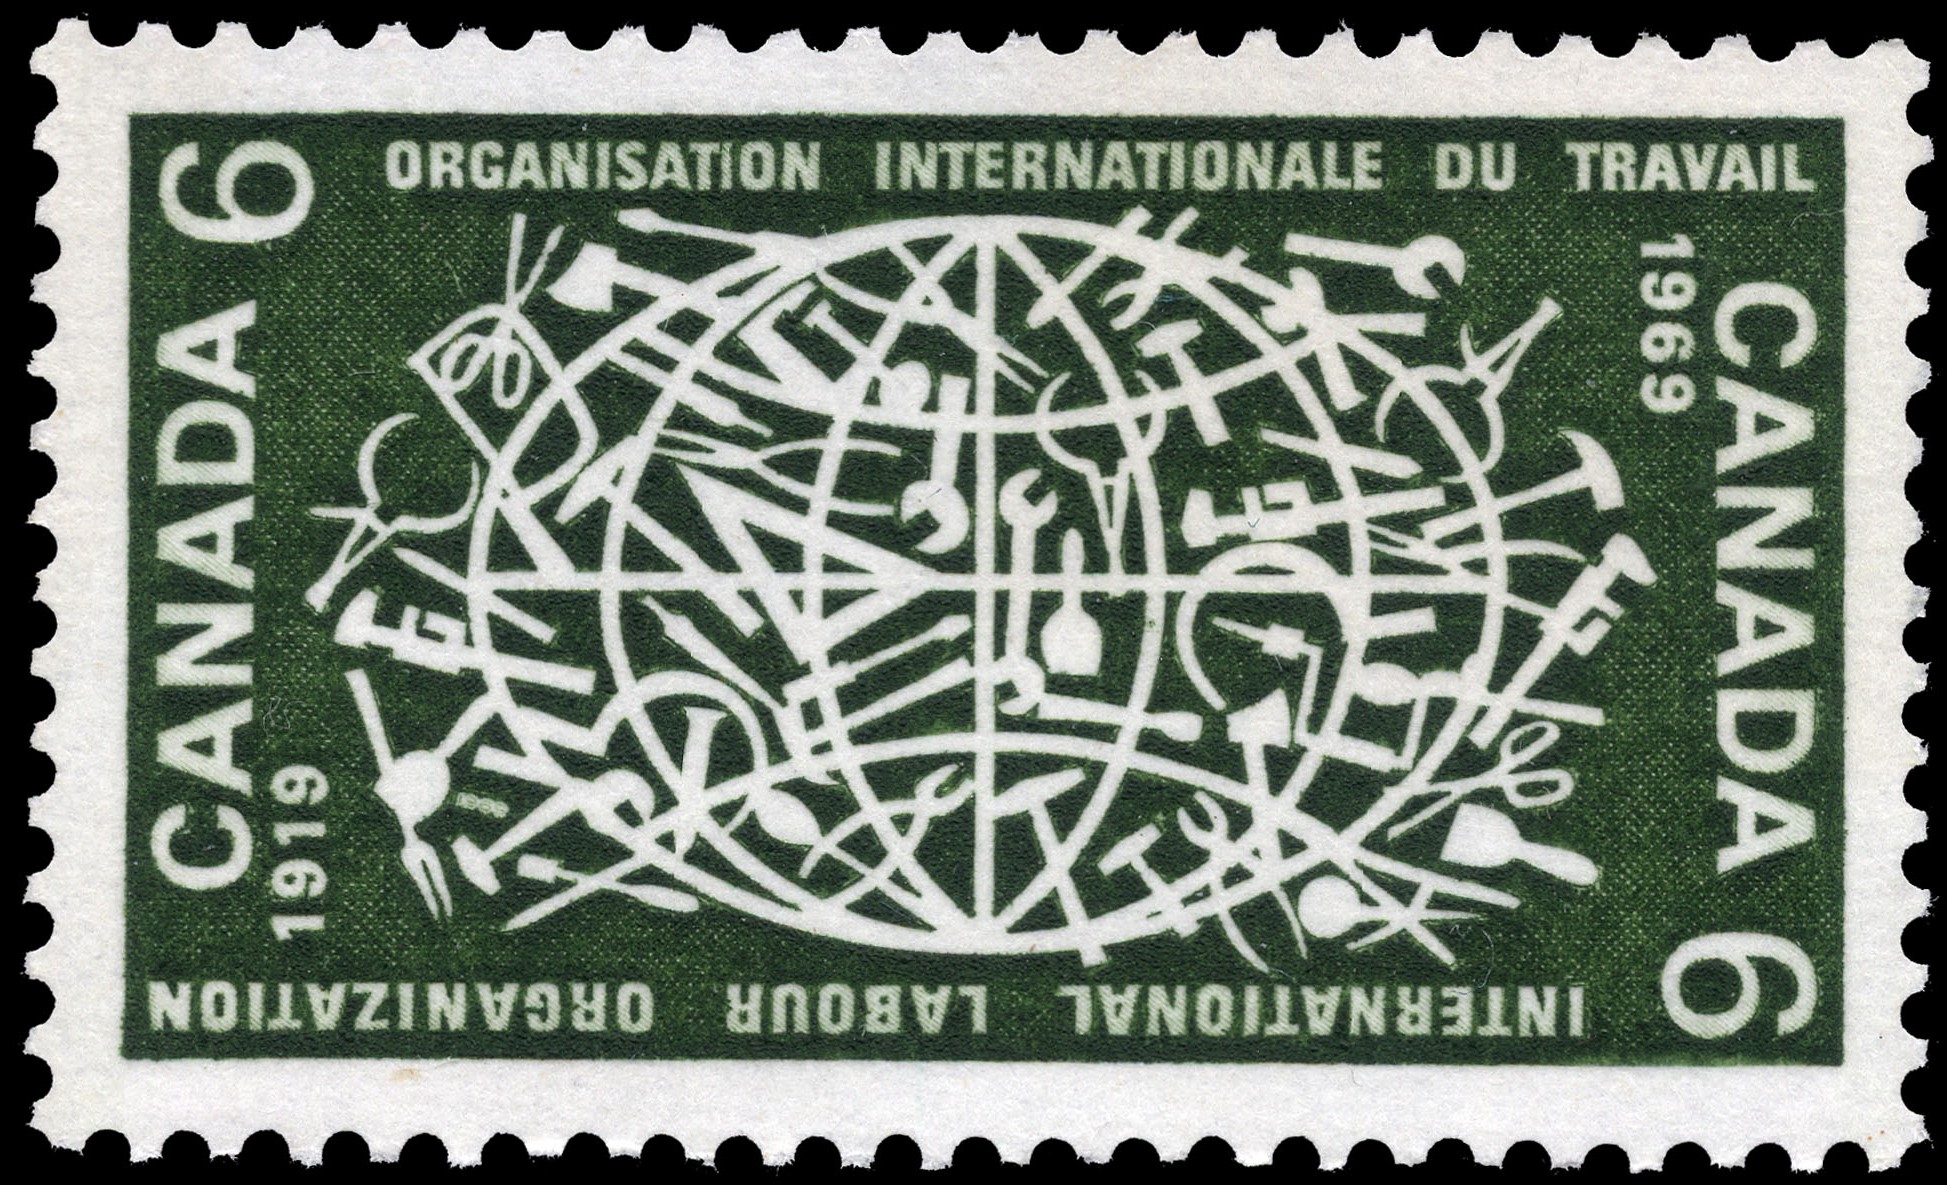 ORGANISATION INTERNATIONALE DU TRAVAIL
CANADA 6
1919
1969
CANADA 6
INTERNATIONAL LABOUR ORGANIZATION